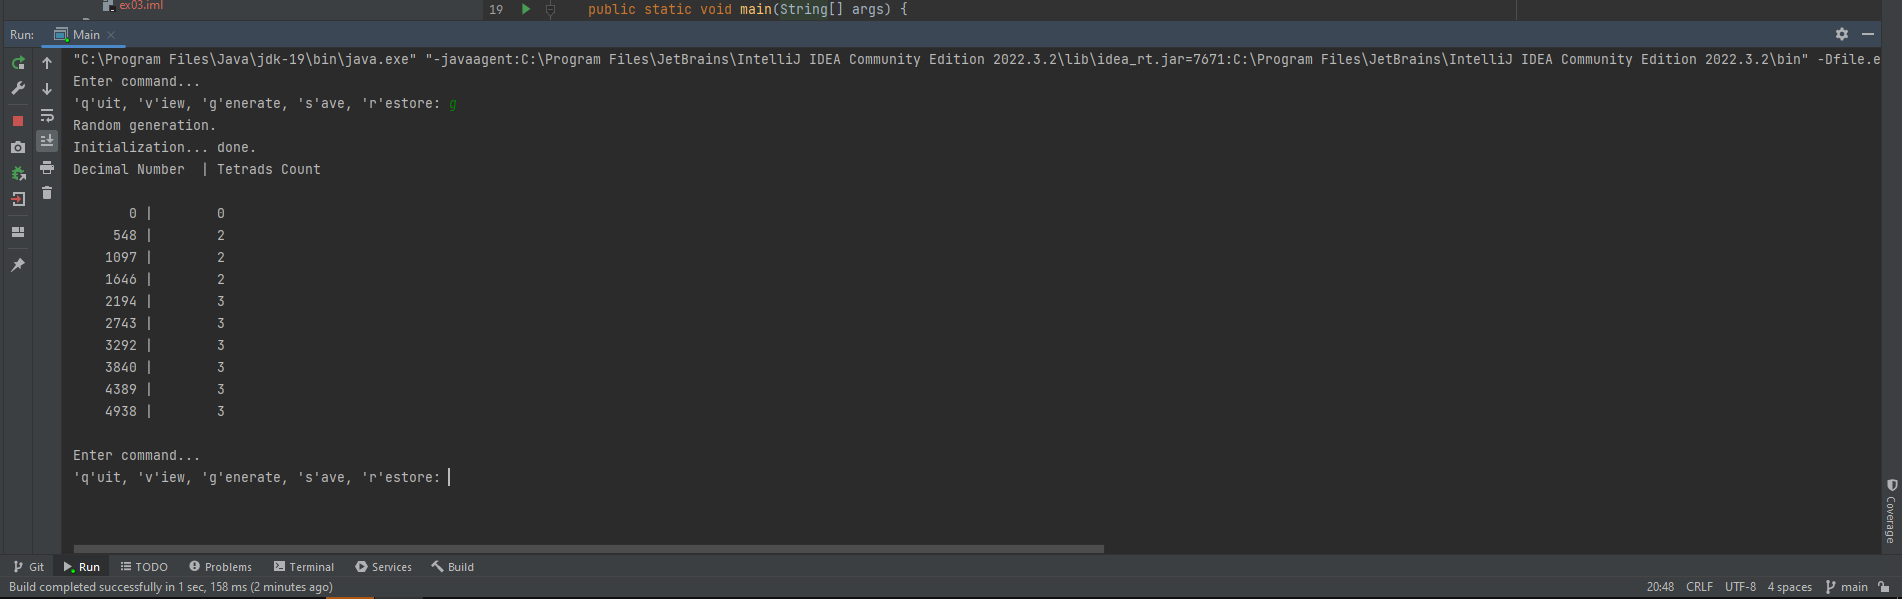 ex03.iml
19 public static void main(String[] args) {
Run: Main
"C:\Program Files\Java\jdk-19\bin\java.exe" "-javaagent:C:\Program Files\JetBrains\IntelliJ IDEA Community Edition 2022.3.2\lib\idea_rt.jar=7671:C:\Program Files\JetBrains\IntelliJ IDEA Community Edition 2022.3.2\bin" -Dfile.e
Enter command...
'q'uit, 'v'iew, 'g'enerate, 's'ave, 'r'estore: g
Random generation.
Initialization... done.
Decimal Number | Tetrads Count
0 | 0
548 | 2
1097 | 2
1646 | 2
2194 | 3
2743 | 3
3292 | 3
3840 | 3
4389 | 3
4938 | 3
Enter command...
'q'uit, 'v'iew, 'g'enerate, 's'ave, 'r'estore:
Coverage
Git Run TODO Problems Terminal Services Build
Build completed successfully in 1 sec, 158 ms (2 minutes ago) 20:48 CRLF UTF-8 4 spaces main